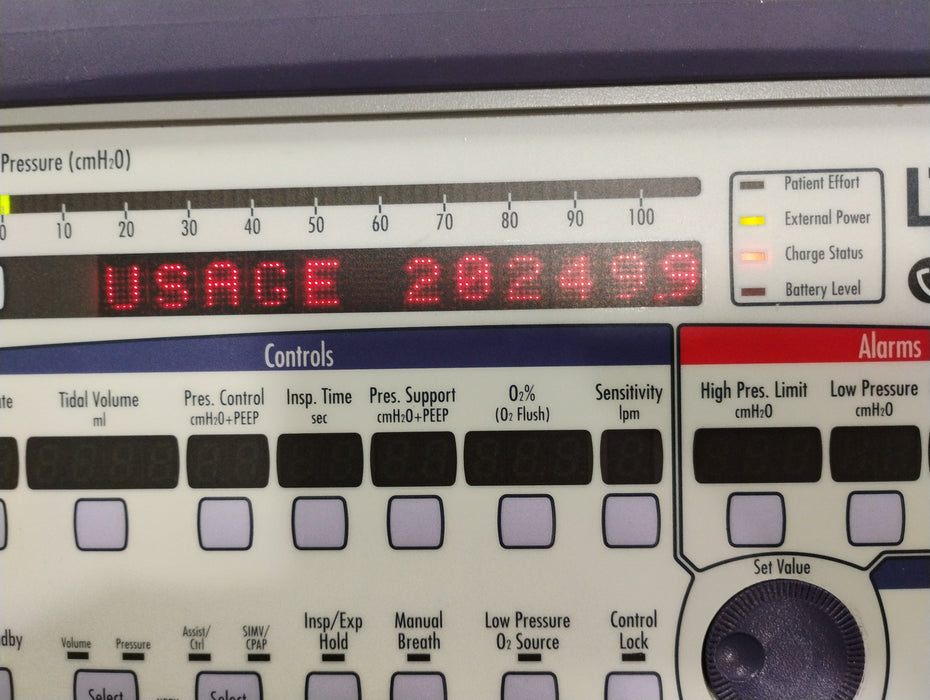 Pressure (cmH2O)
0 10 20 30 40 50 60 70 80 90 100
USAGE 202499
Patient Effort
External Power
Charge Status
Battery Level
Controls
Alarms
Tidal Volume
ml
Pres. Control
cmH2O+PEEP
Insp. Time
sec
Pres. Support
cmH2O+PEEP
O2%
(O2 Flush)
Sensitivity
lpm
High Pres. Limit
cmH2O
Low Pressure
cmH2O
Set Value
Volume
Pressure
Assist/
Ctrl
SIMV/
CPAP
Insp/Exp
Hold
Manual
Breath
Low Pressure
O2 Source
Control
Lock
Select
Select